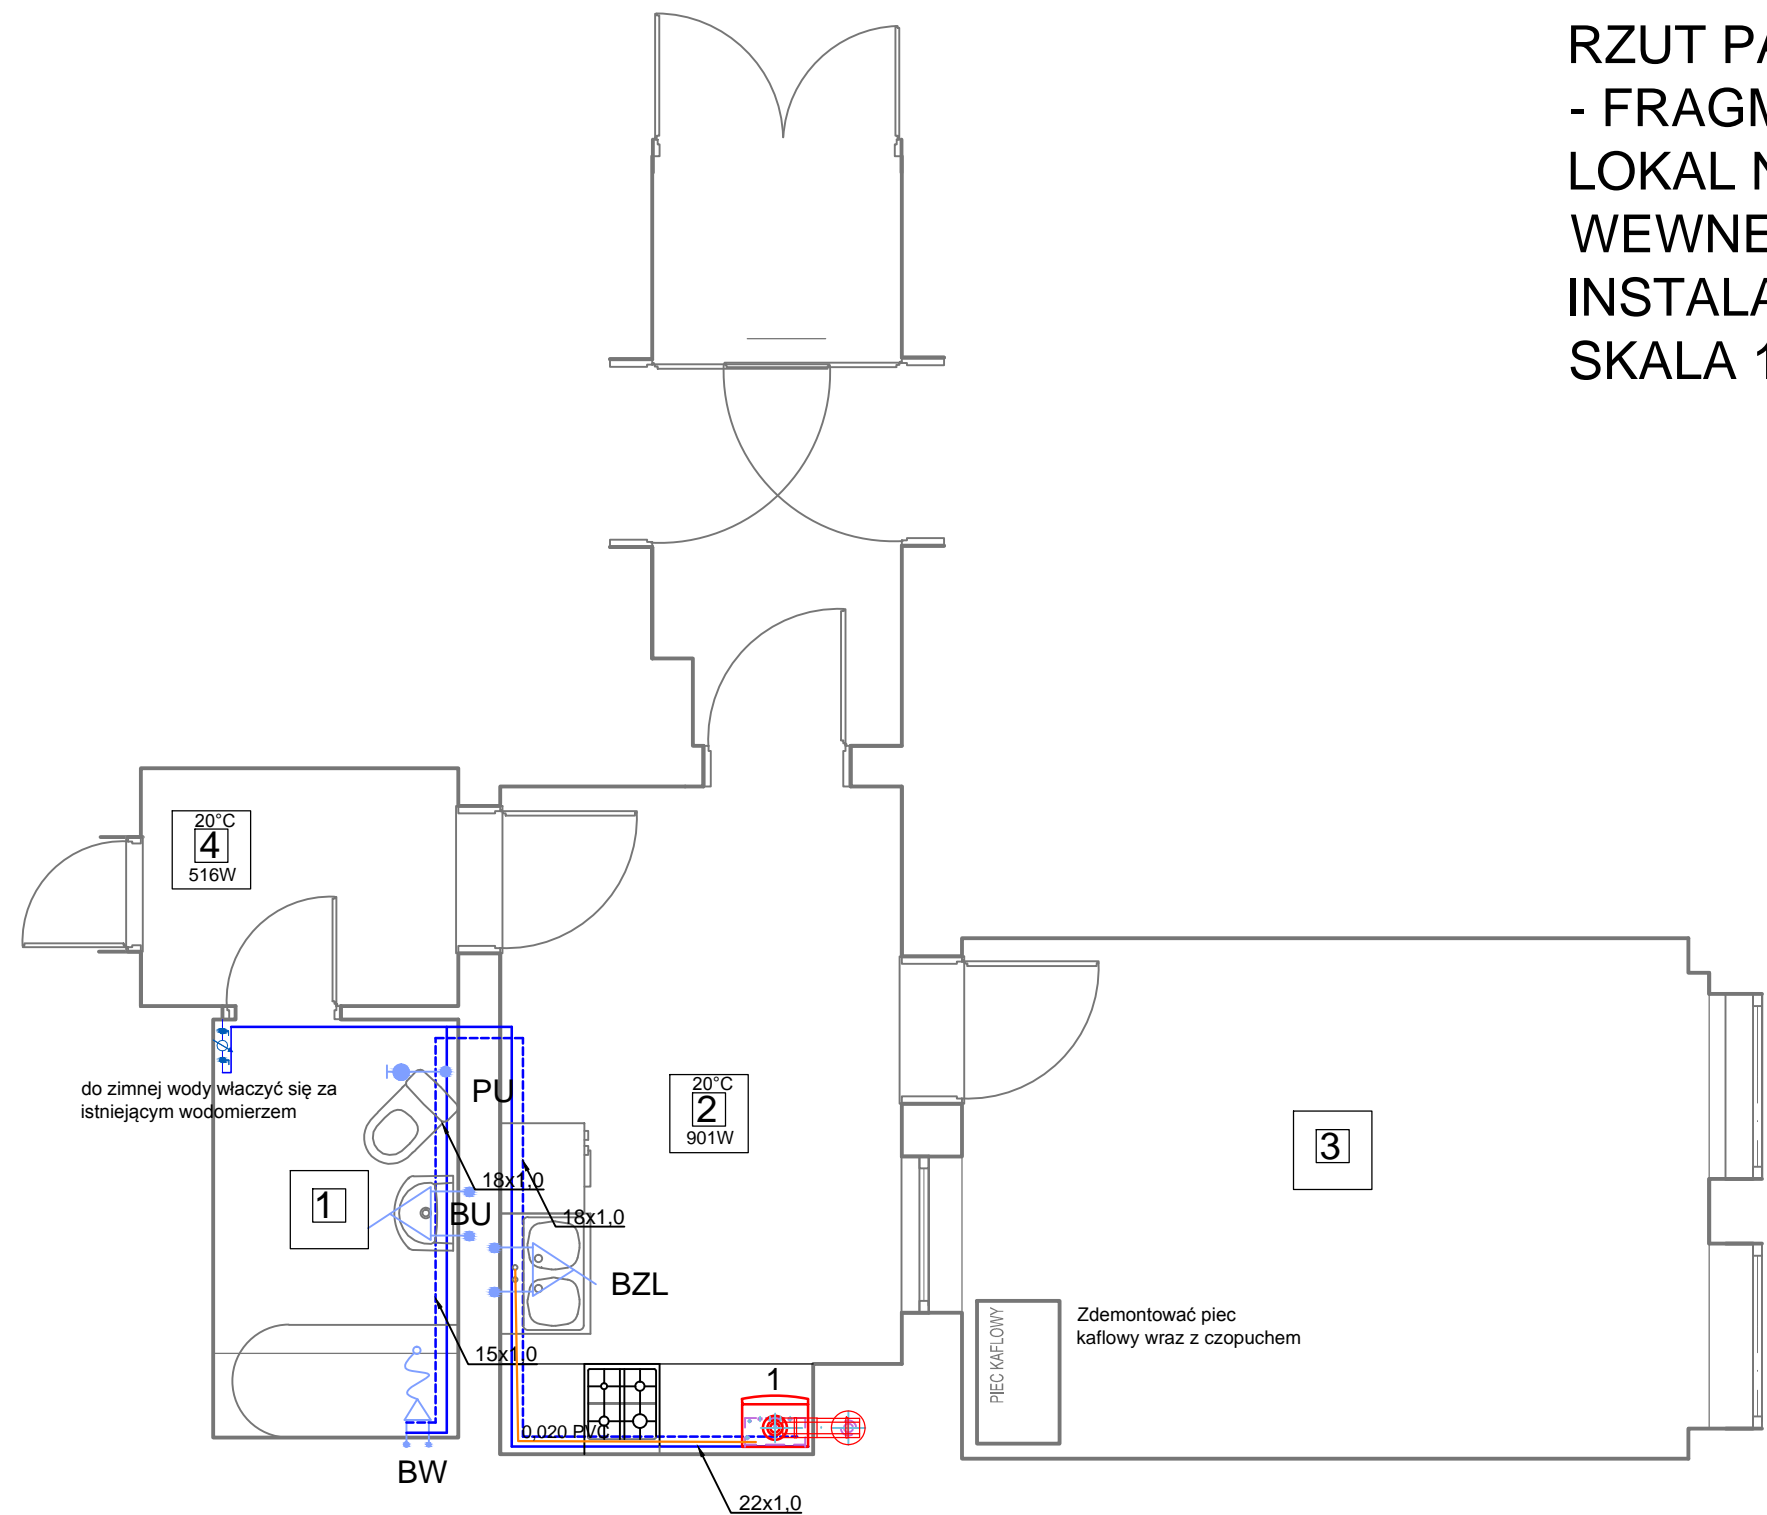 RZUT PA
- FRAGM
LOKAL N
WEWNĘ
INSTALA
SKALA 1
20°C
4
516W
do zimnej wody właczyć się za
istniejącym wodomierzem
PU
20°C
2
901W
3
18x1,0
1
BU
18x1,0
BZL
PIEC KAFLOWY
Zdemontować piec
kaflowy wraz z czopuchem
15x1,0
1
0,020 PVC
BW
22x1,0